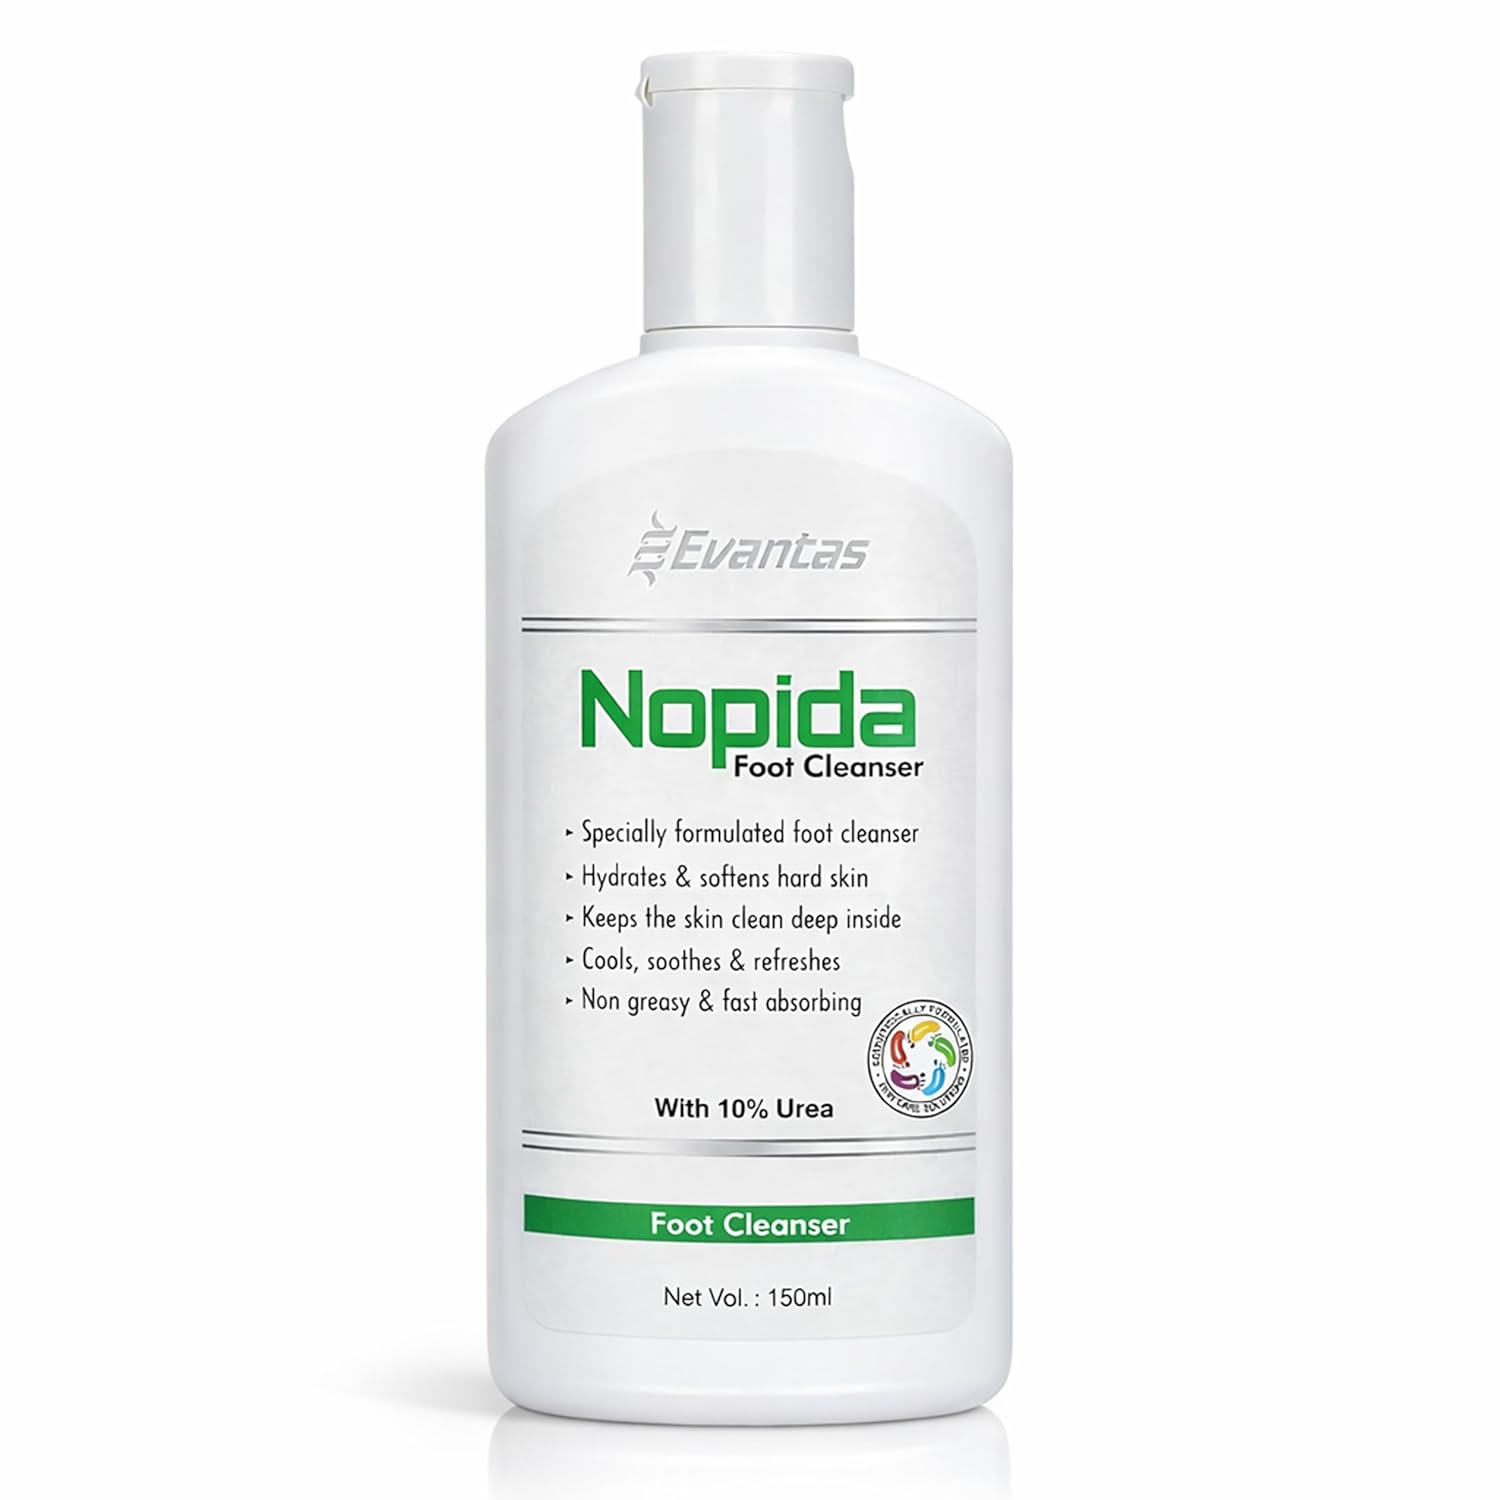 Evantas
Nopida
Foot Cleanser
▸ Specially formulated foot cleanser
▸ Hydrates & softens hard skin
▸ Keeps the skin clean deep inside
▸ Cools, soothes & refreshes
▸ Non greasy & fast absorbing
With 10% Urea
Foot Cleanser
Net Vol. : 150ml